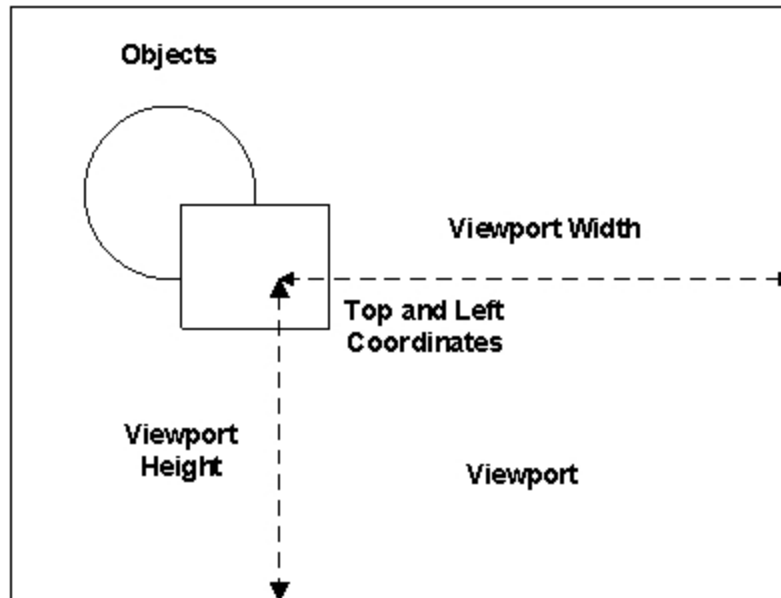 Objects
Viewport Width
Top and Left
Coordinates
Viewport
Height
Viewport